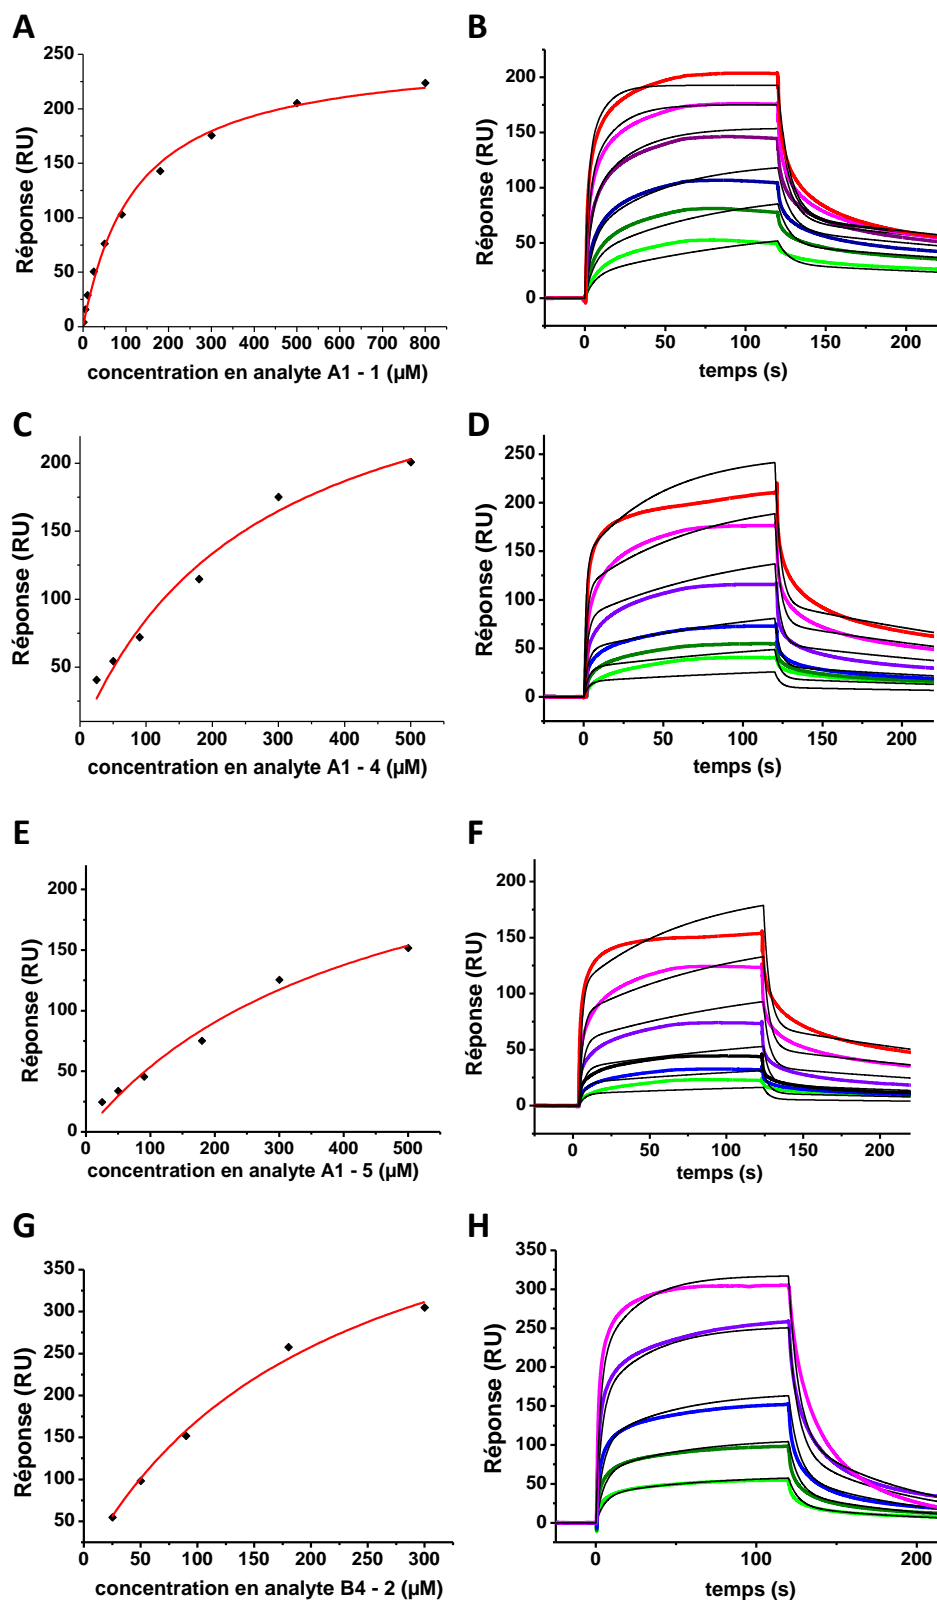 A
B
250
200
150
100
50
0
Réponse (RU)
0 100 200 300 400 500 600 700 800
concentration en analyte A1 - 1 (µM)
200
150
100
50
0
Réponse (RU)
0 50 100 150 200
temps (s)
C
D
200
150
100
50
Réponse (RU)
0 100 200 300 400 500
concentration en analyte A1 - 4 (µM)
250
200
150
100
50
0
Réponse (RU)
0 50 100 150 200
temps (s)
E
F
200
150
100
50
0
Réponse (RU)
0 100 200 300 400 500
concentration en analyte A1 - 5 (µM)
200
150
100
50
0
Réponse (RU)
0 50 100 150 200
temps (s)
G
H
350
300
250
200
150
100
50
Réponse (RU)
0 50 100 150 200 250 300
concentration en analyte B4 - 2 (µM)
350
300
250
200
150
100
50
0
Réponse (RU)
0 100 200
temps (s)